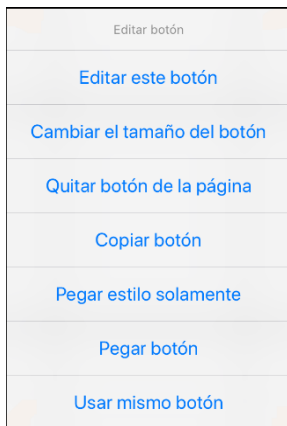 Editar botón
Editar este botón
Cambiar el tamaño del botón
Quitar botón de la página
Copiar botón
Pegar estilo solamente
Pegar botón
Usar mismo botón